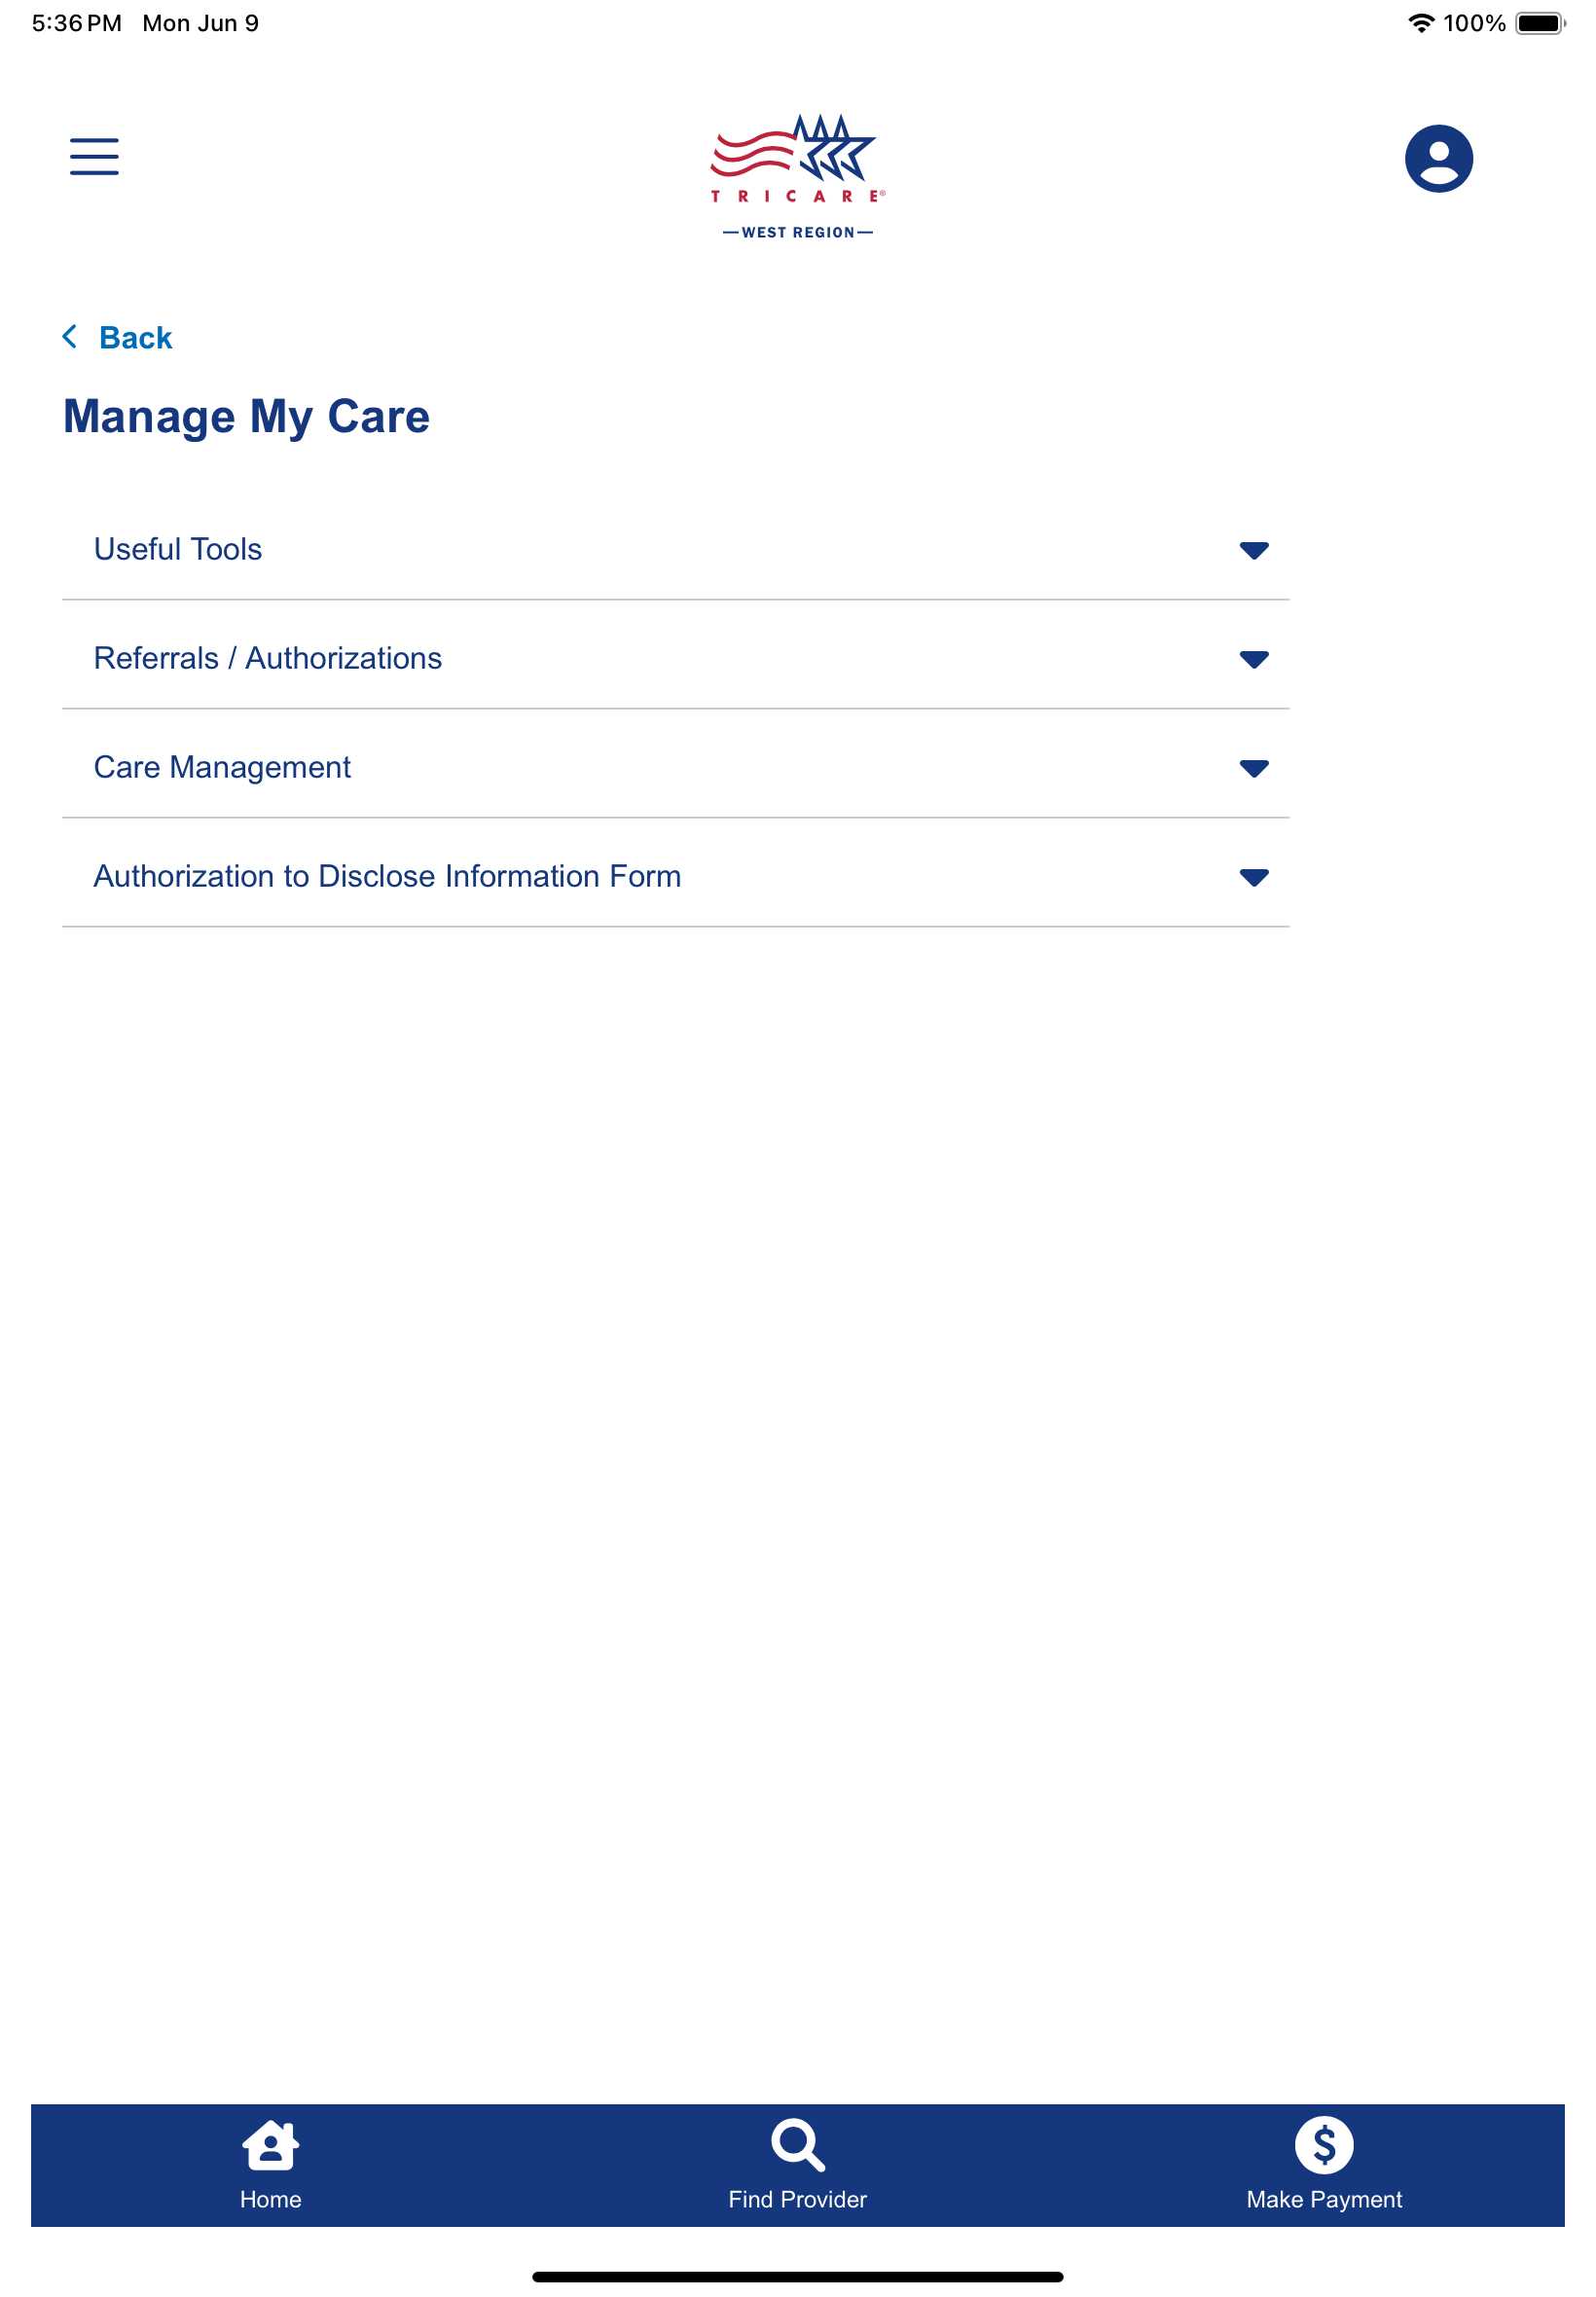 5:36 PM Mon Jun 9
100%
TRICARE®
WEST REGION
Back
Manage My Care
Useful Tools
Referrals / Authorizations
Care Management
Authorization to Disclose Information Form
Home
Find Provider
Make Payment